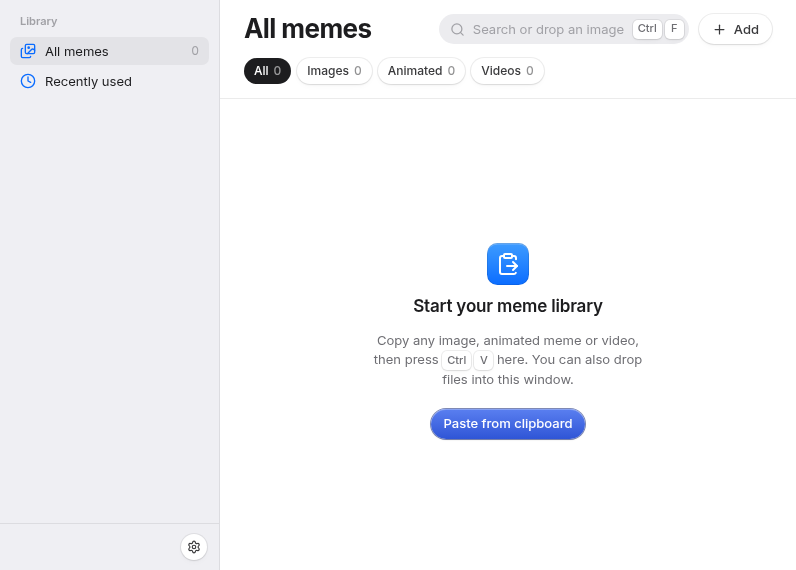 Library
All memes 0
Recently used
All memes
Search or drop an image Ctrl F
Add
All 0
Images 0
Animated 0
Videos 0
Start your meme library
Copy any image, animated meme or video,
then press Ctrl V here. You can also drop
files into this window.
Paste from clipboard